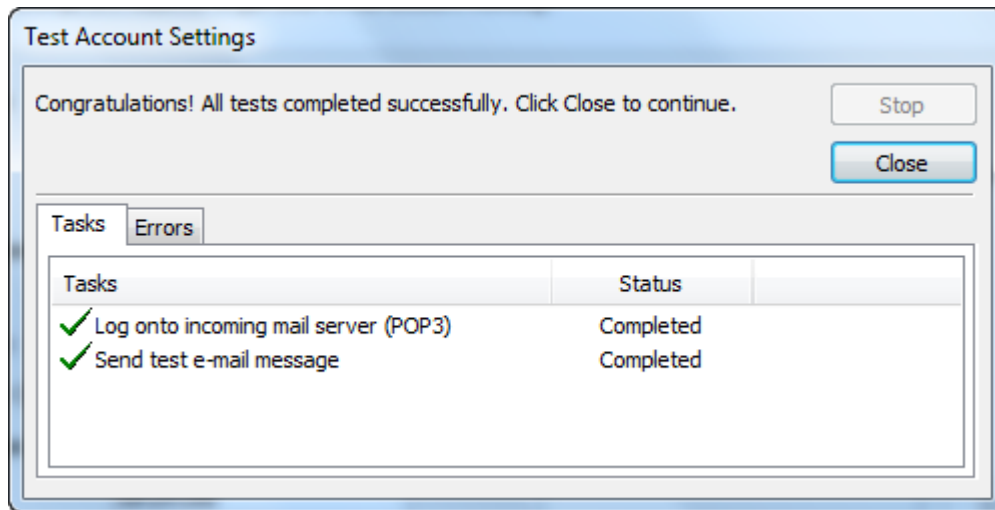 Test Account Settings
Congratulations! All tests completed successfully. Click Close to continue.
Stop
Close
Tasks Errors
Tasks Status
Log onto incoming mail server (POP3) Completed
Send test e-mail message Completed